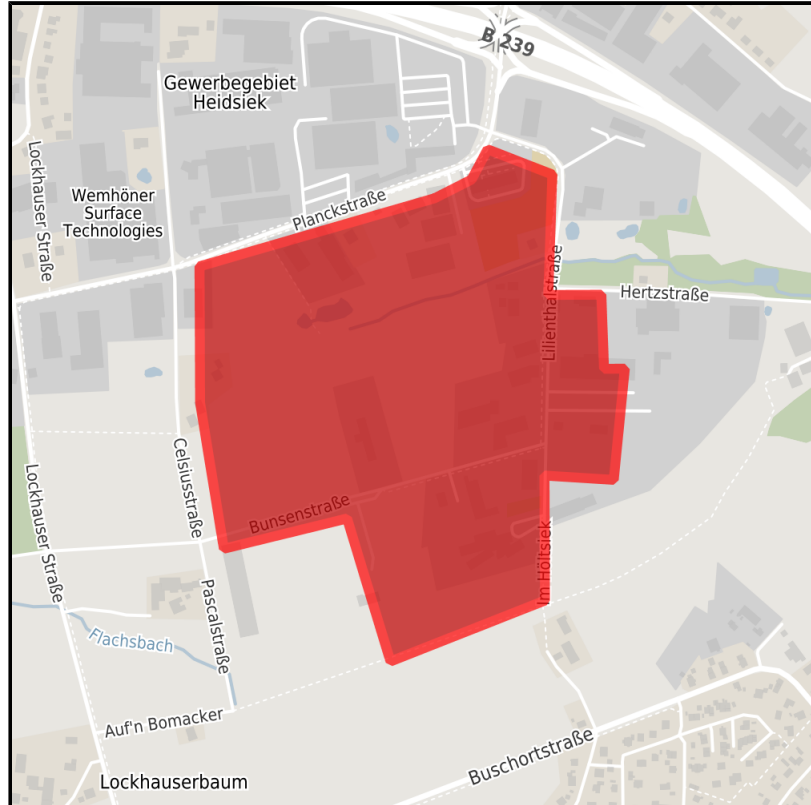 B 239
Gewerbegebiet
Heidsiek
Lockhauser Straße
Wemhöner
Surface
Technologies
Planckstraße
Lilienthalstraße
Hertzstraße
Celsiusstraße
Bunsenstraße
Lockhauser Straße
Im Höltsiek
Pascalstraße
Flachsbach
Auf'n Bomacker
Buschortstraße
Lockhauserbaum